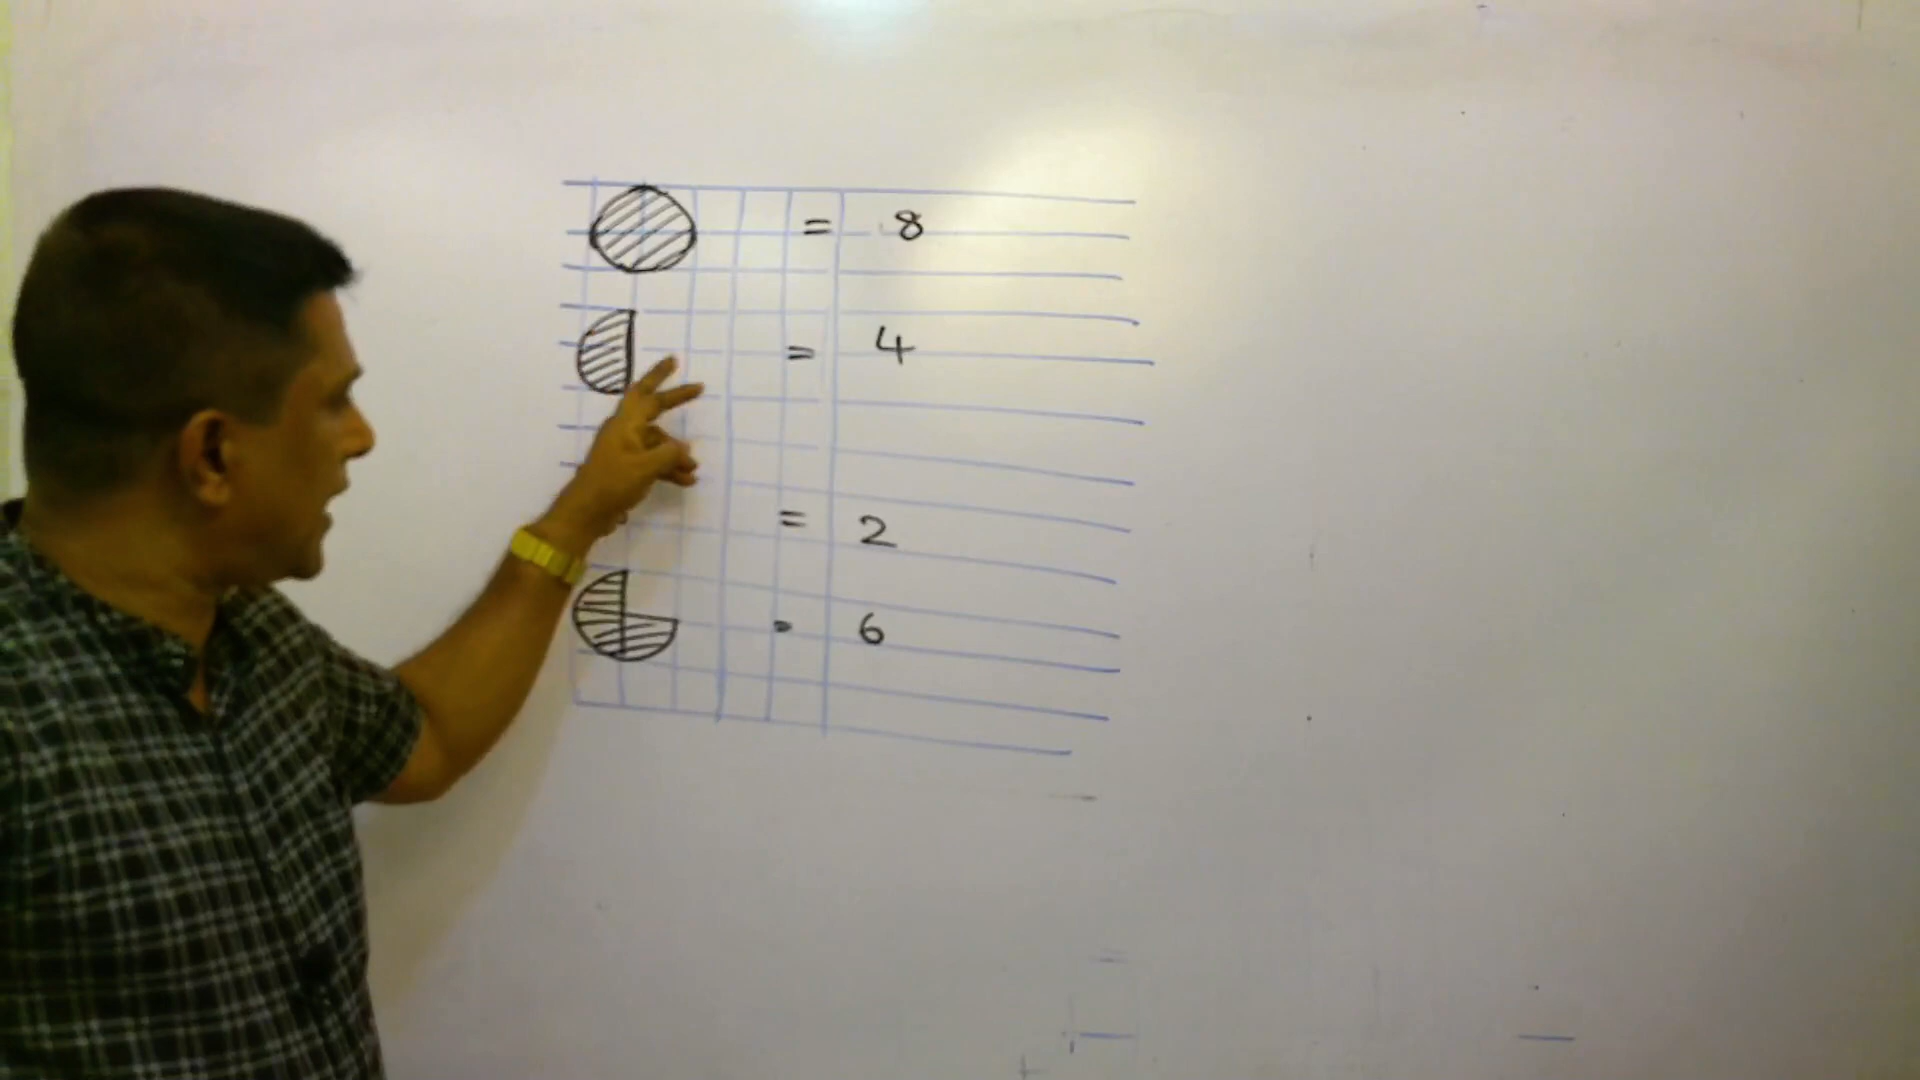 = 8
= 4
= 2
= 6